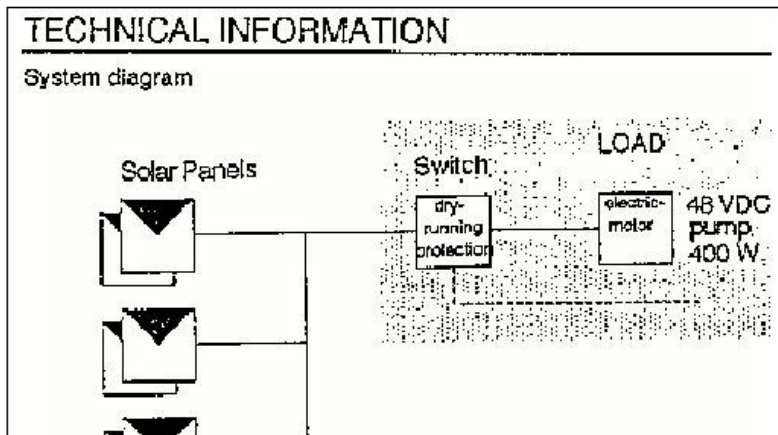 TECHNICAL INFORMATION
System diagram
LOAD
Solar Panels
Switch
dry-
running
protection
electric-
motor
48 VDC
pump
400 W